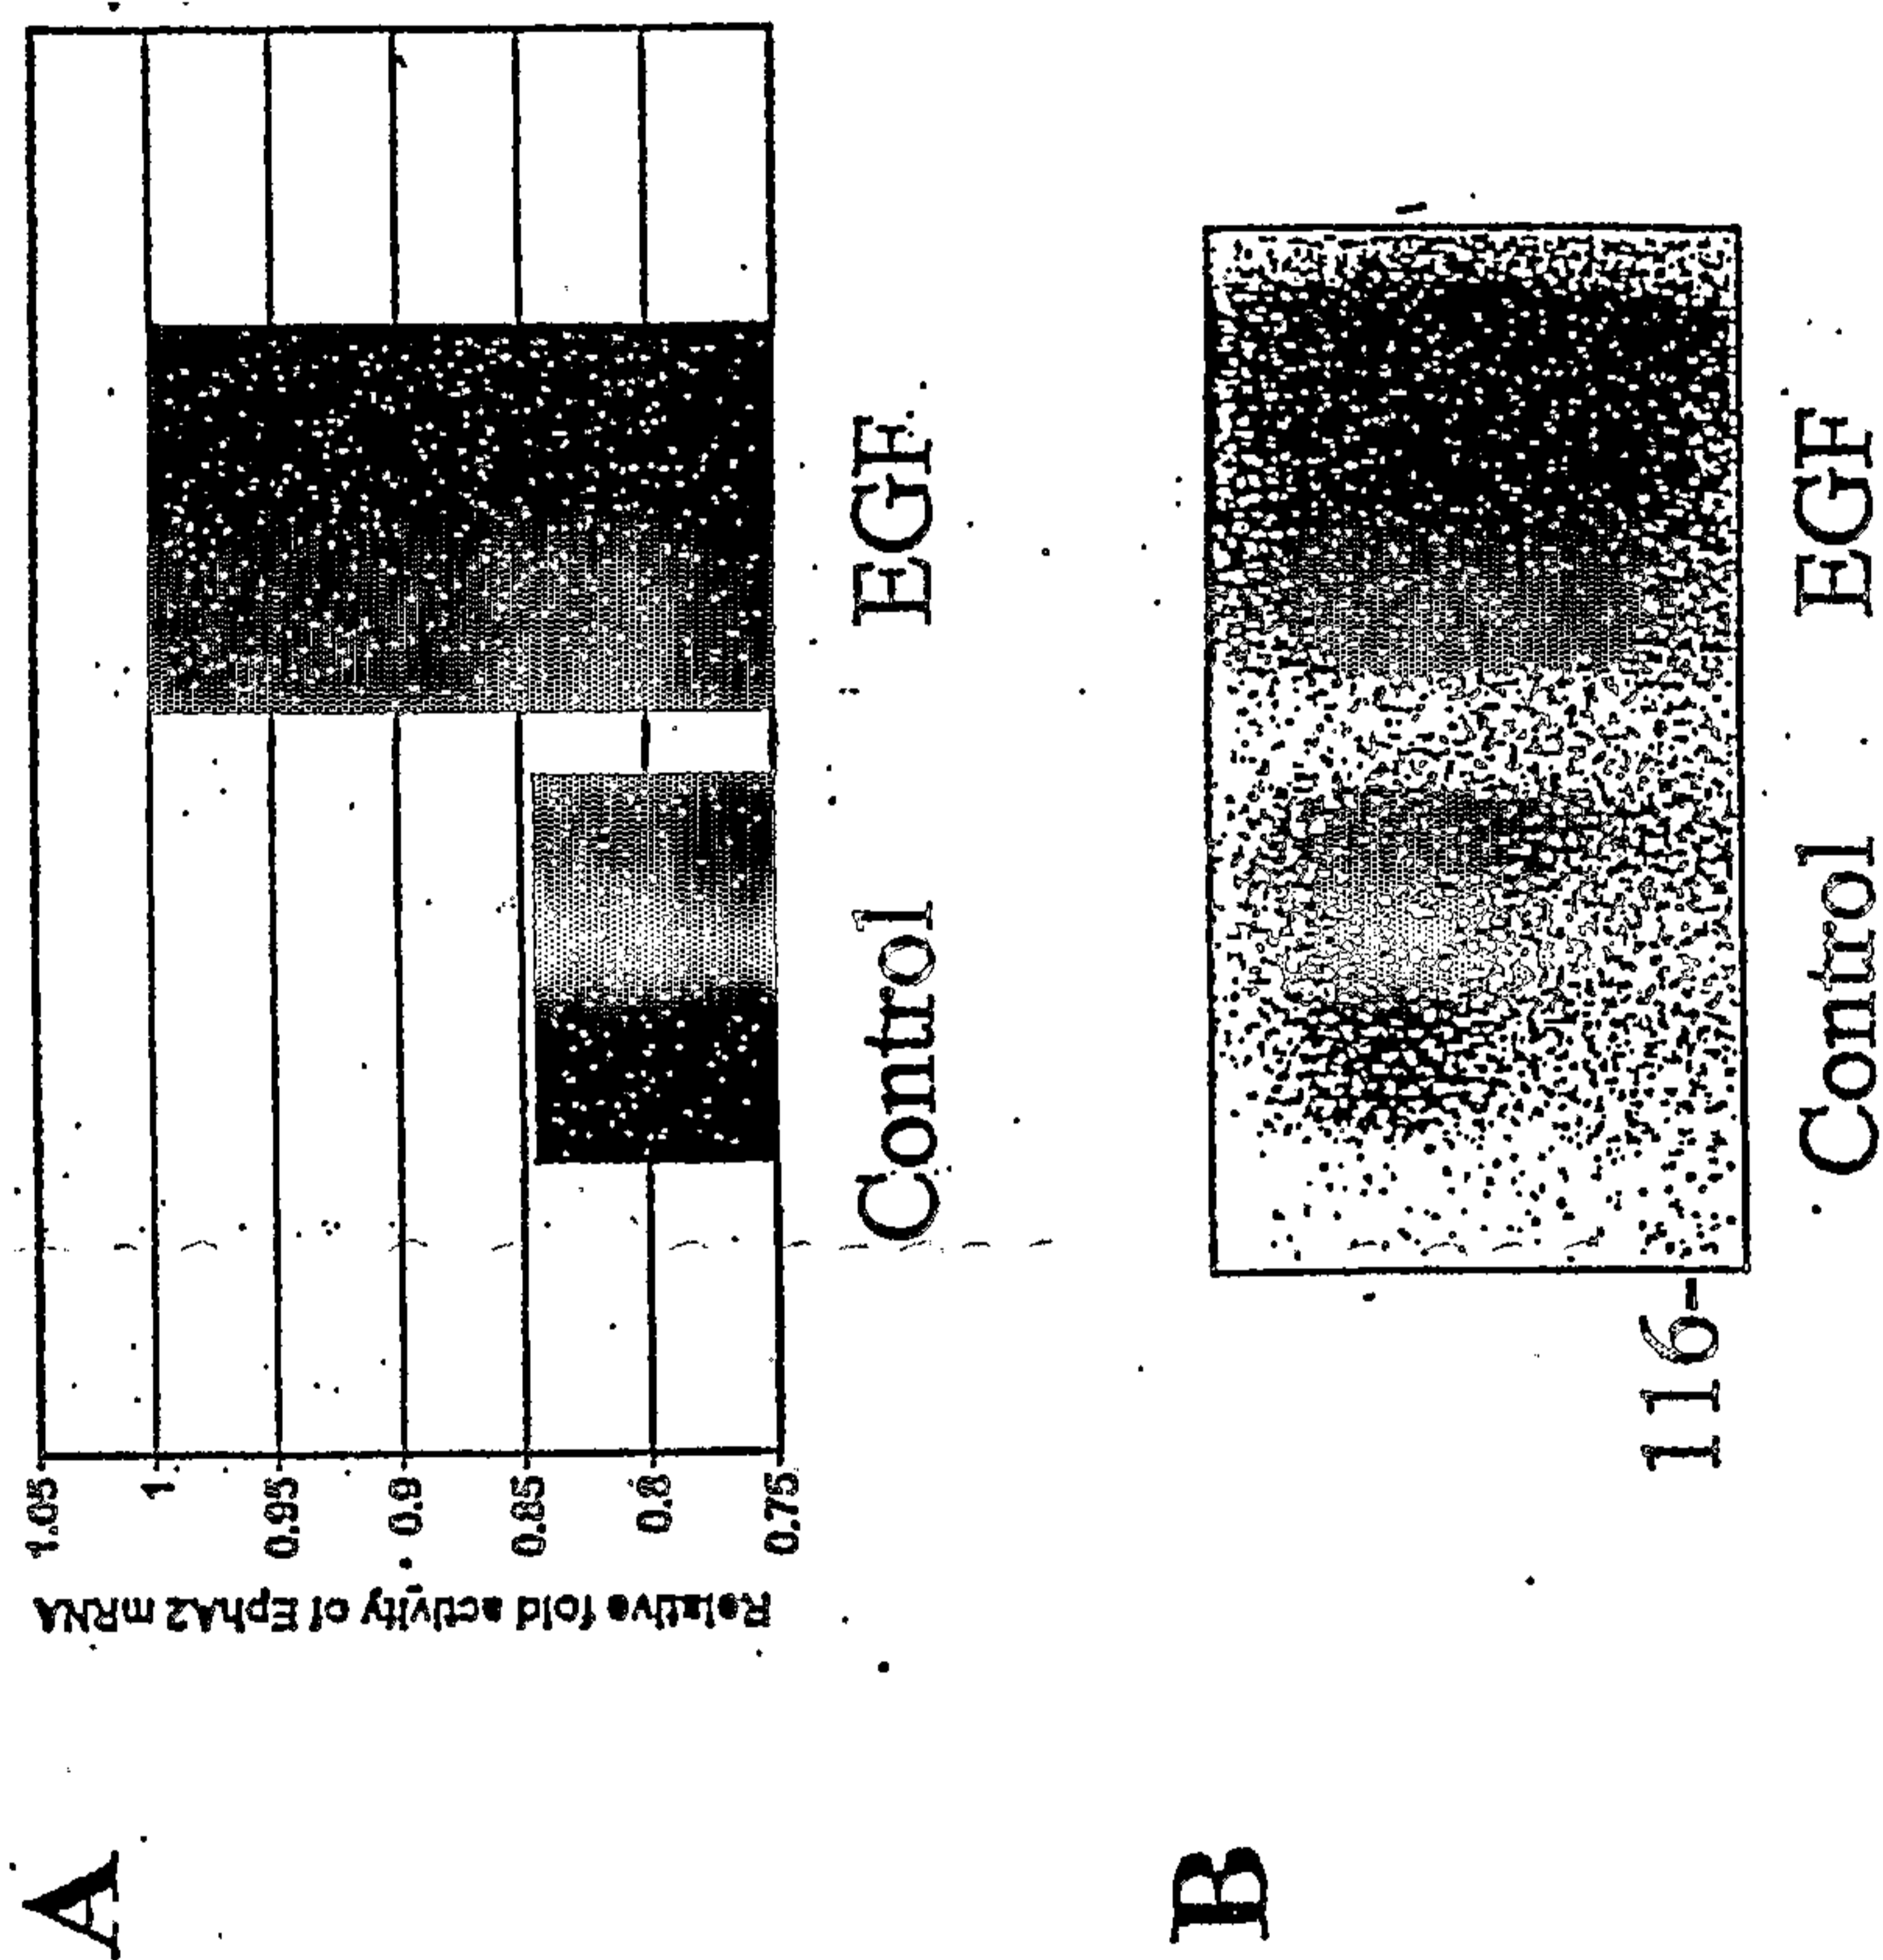 A
Relative fold activity of EphA2 mRNA
1.05
1
0.95
0.9
0.85
0.8
0.75
Control EGF
B
116-
Control EGF